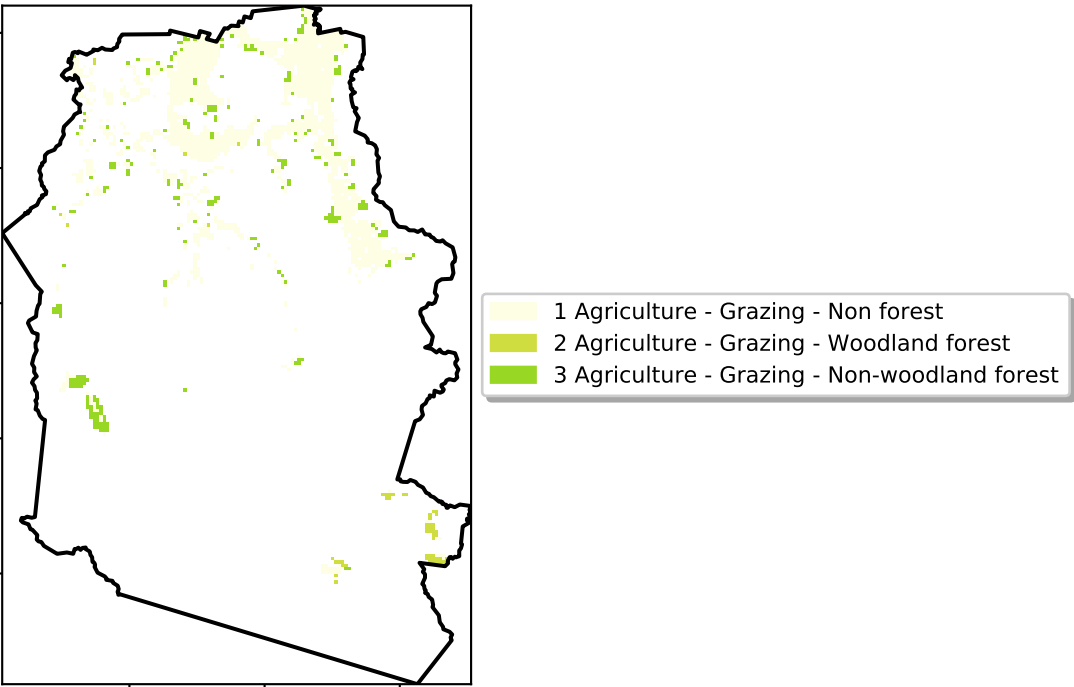 1 Agriculture - Grazing - Non forest
2 Agriculture - Grazing - Woodland forest
3 Agriculture - Grazing - Non-woodland forest